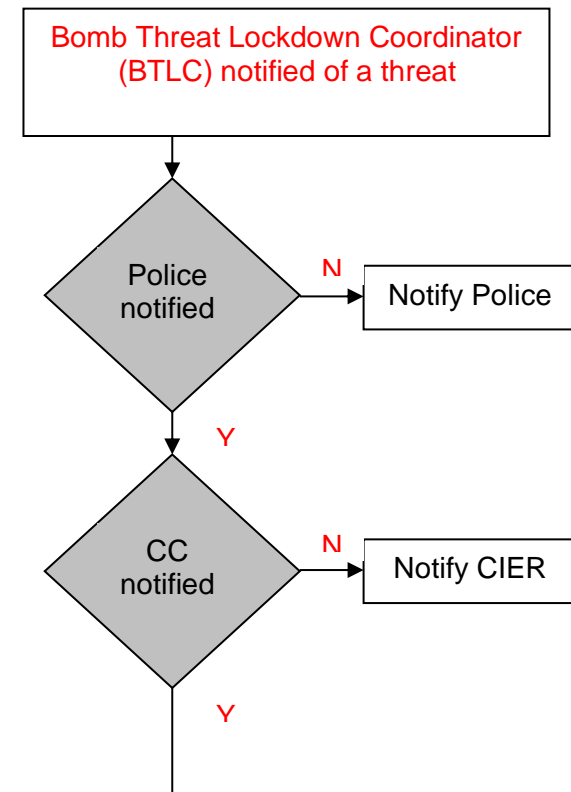 Bomb Threat Lockdown Coordinator
(BTLC) notified of a threat
Police
notified
N
Notify Police
Y
CC
notified
N
Notify CIER
Y